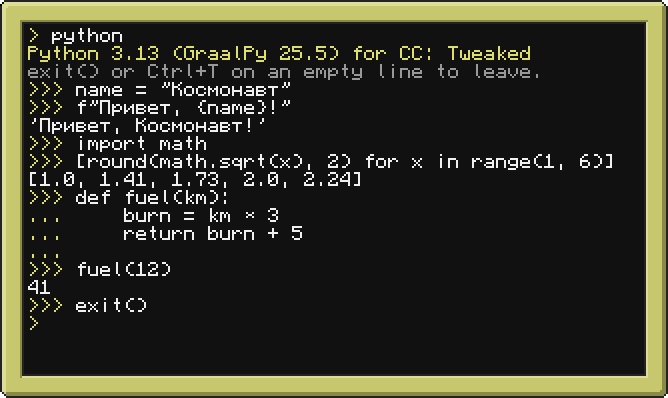 > python
Python 3.13 (GraalPy 25.5) for CC: Tweaked
exit() or Ctrl+T on an empty line to leave.
>>> name = "Космонавт"
>>> f"Привет, {name}!"
'Привет, Космонавт!'
>>> import math
>>> [round(math.sqrt(x), 2) for x in range(1, 6)]
[1.0, 1.41, 1.73, 2.0, 2.24]
>>> def fuel(km):
...     burn = km * 3
...     return burn + 5
...
>>> fuel(12)
41
>>> exit()
>